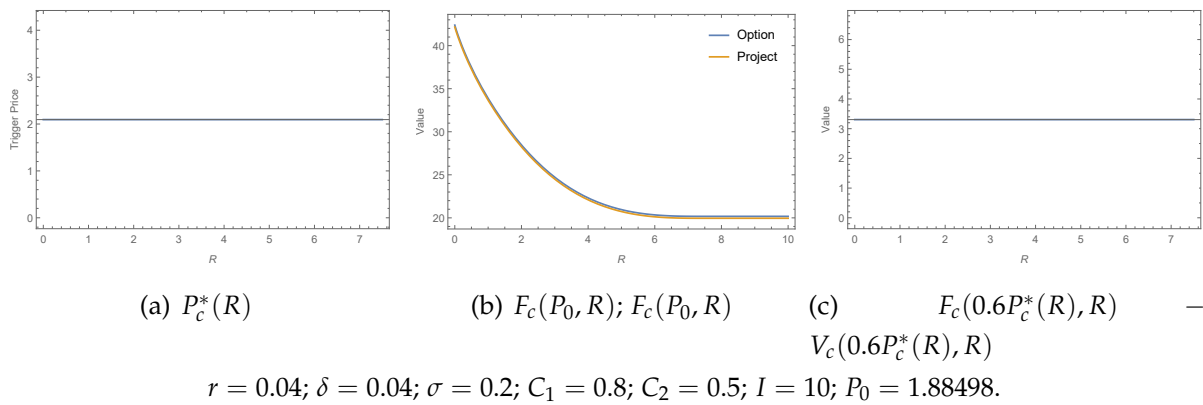 4
3
2
1
0
Trigger Price
0 1 2 3 4 5 6 7
R
(a) P*c(R)
40
35
30
25
20
Value
Option
Project
0 2 4 6 8 10
R
(b) Fc(P0, R); Fc(P0, R)
6
5
4
3
2
1
0
Value
0 1 2 3 4 5 6 7
R
(c) Fc(0.6P*c(R), R) −
Vc(0.6P*c(R), R)
r = 0.04; δ = 0.04; σ = 0.2; C1 = 0.8; C2 = 0.5; I = 10; P0 = 1.88498.